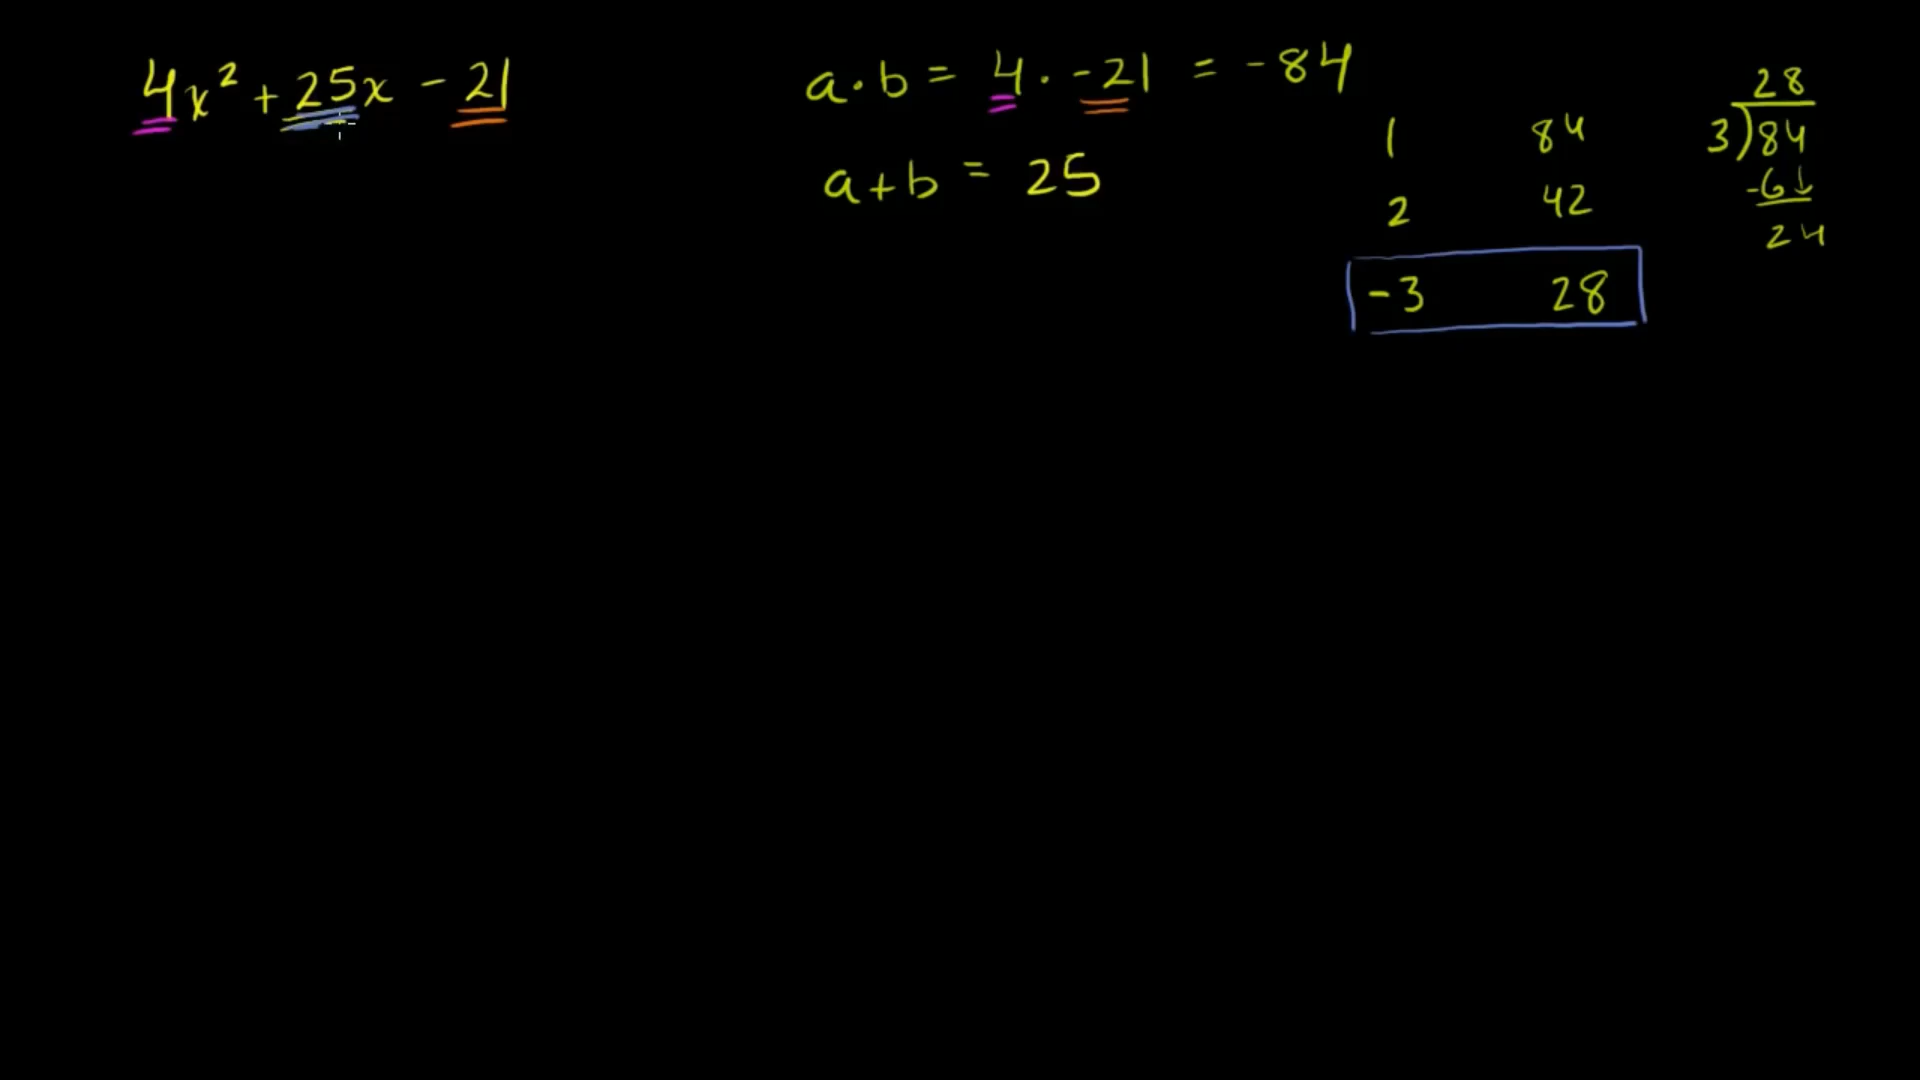 4x² + 25x - 21
a · b = 4 · -21 = -84
a + b = 25
1 84
2 42
-3 28
28
3)84
-6↓
24